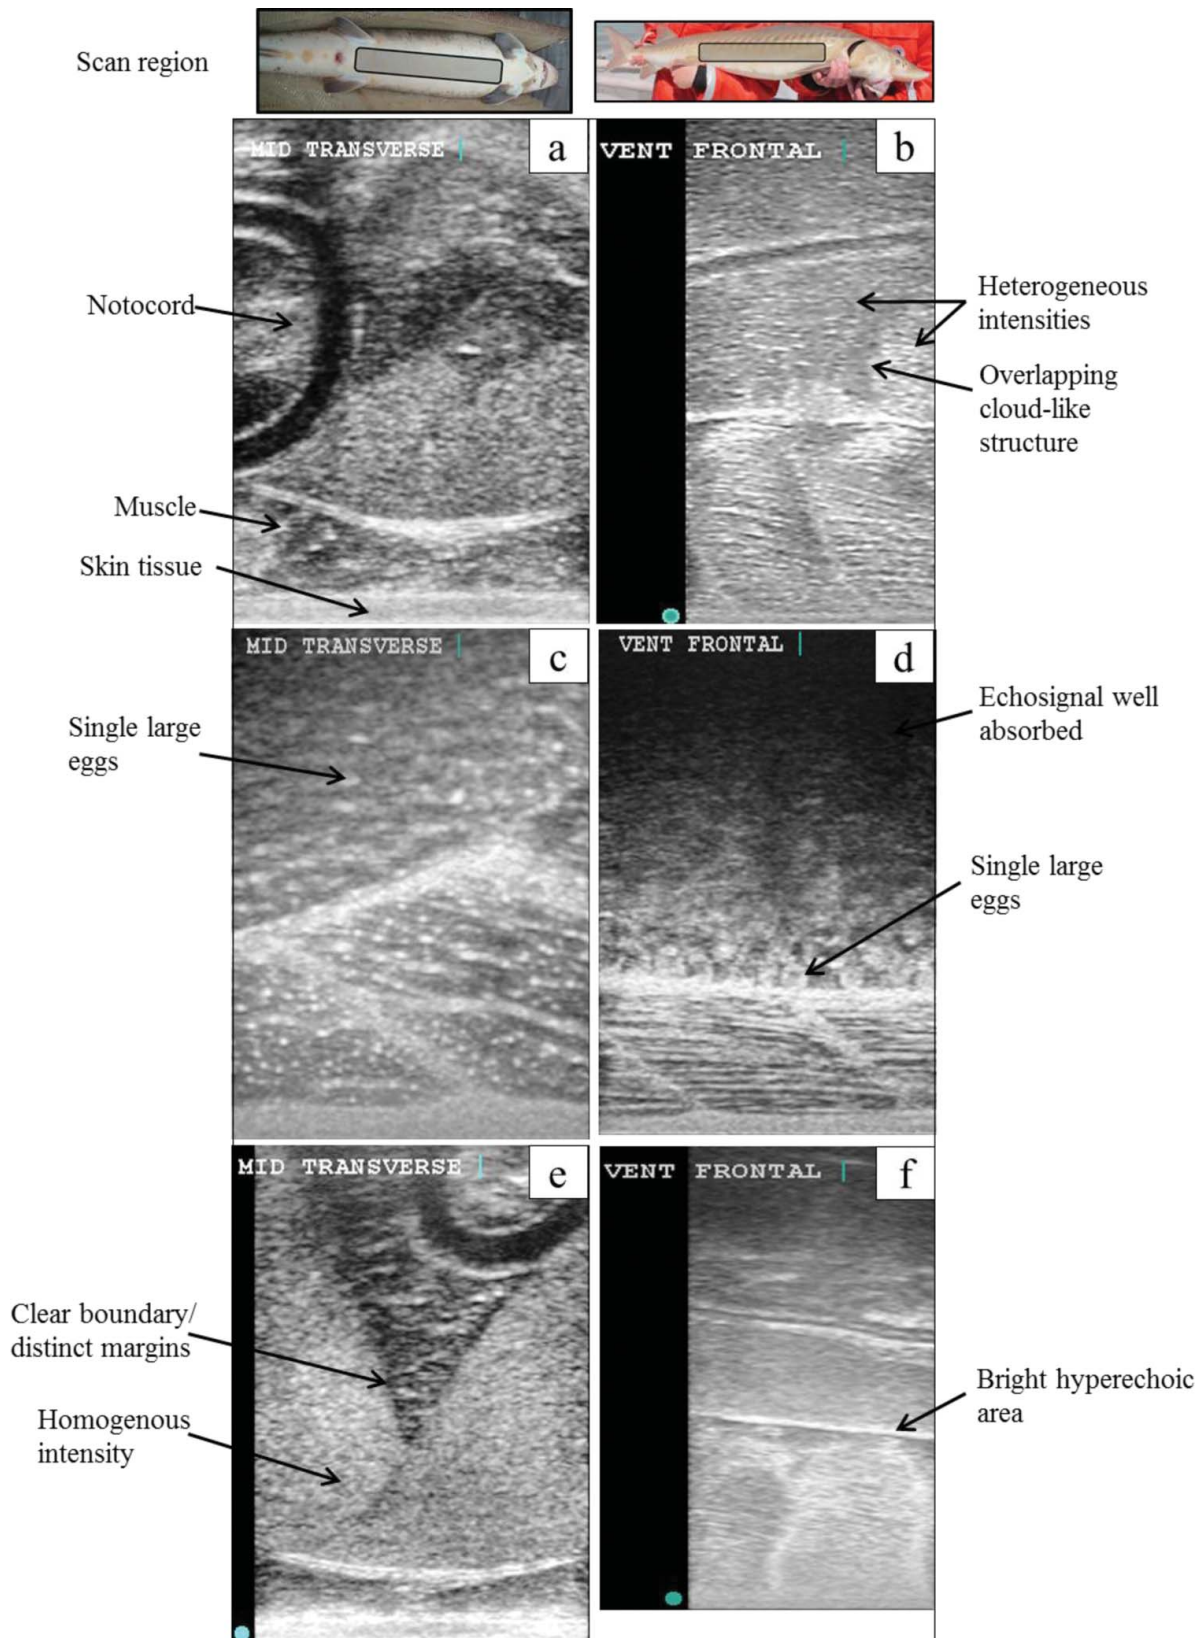 Scan region
MID TRANSVERSE
a
VENT FRONTAL
b
Notocord
Heterogeneous
intensities
Overlapping
cloud-like
structure
Muscle
Skin tissue
MID TRANSVERSE
c
VENT FRONTAL
d
Single large
eggs
Echosignal well
absorbed
Single large
eggs
MID TRANSVERSE
e
VENT FRONTAL
f
Clear boundary/
distinct margins
Homogenous
intensity
Bright hyperechoic
area